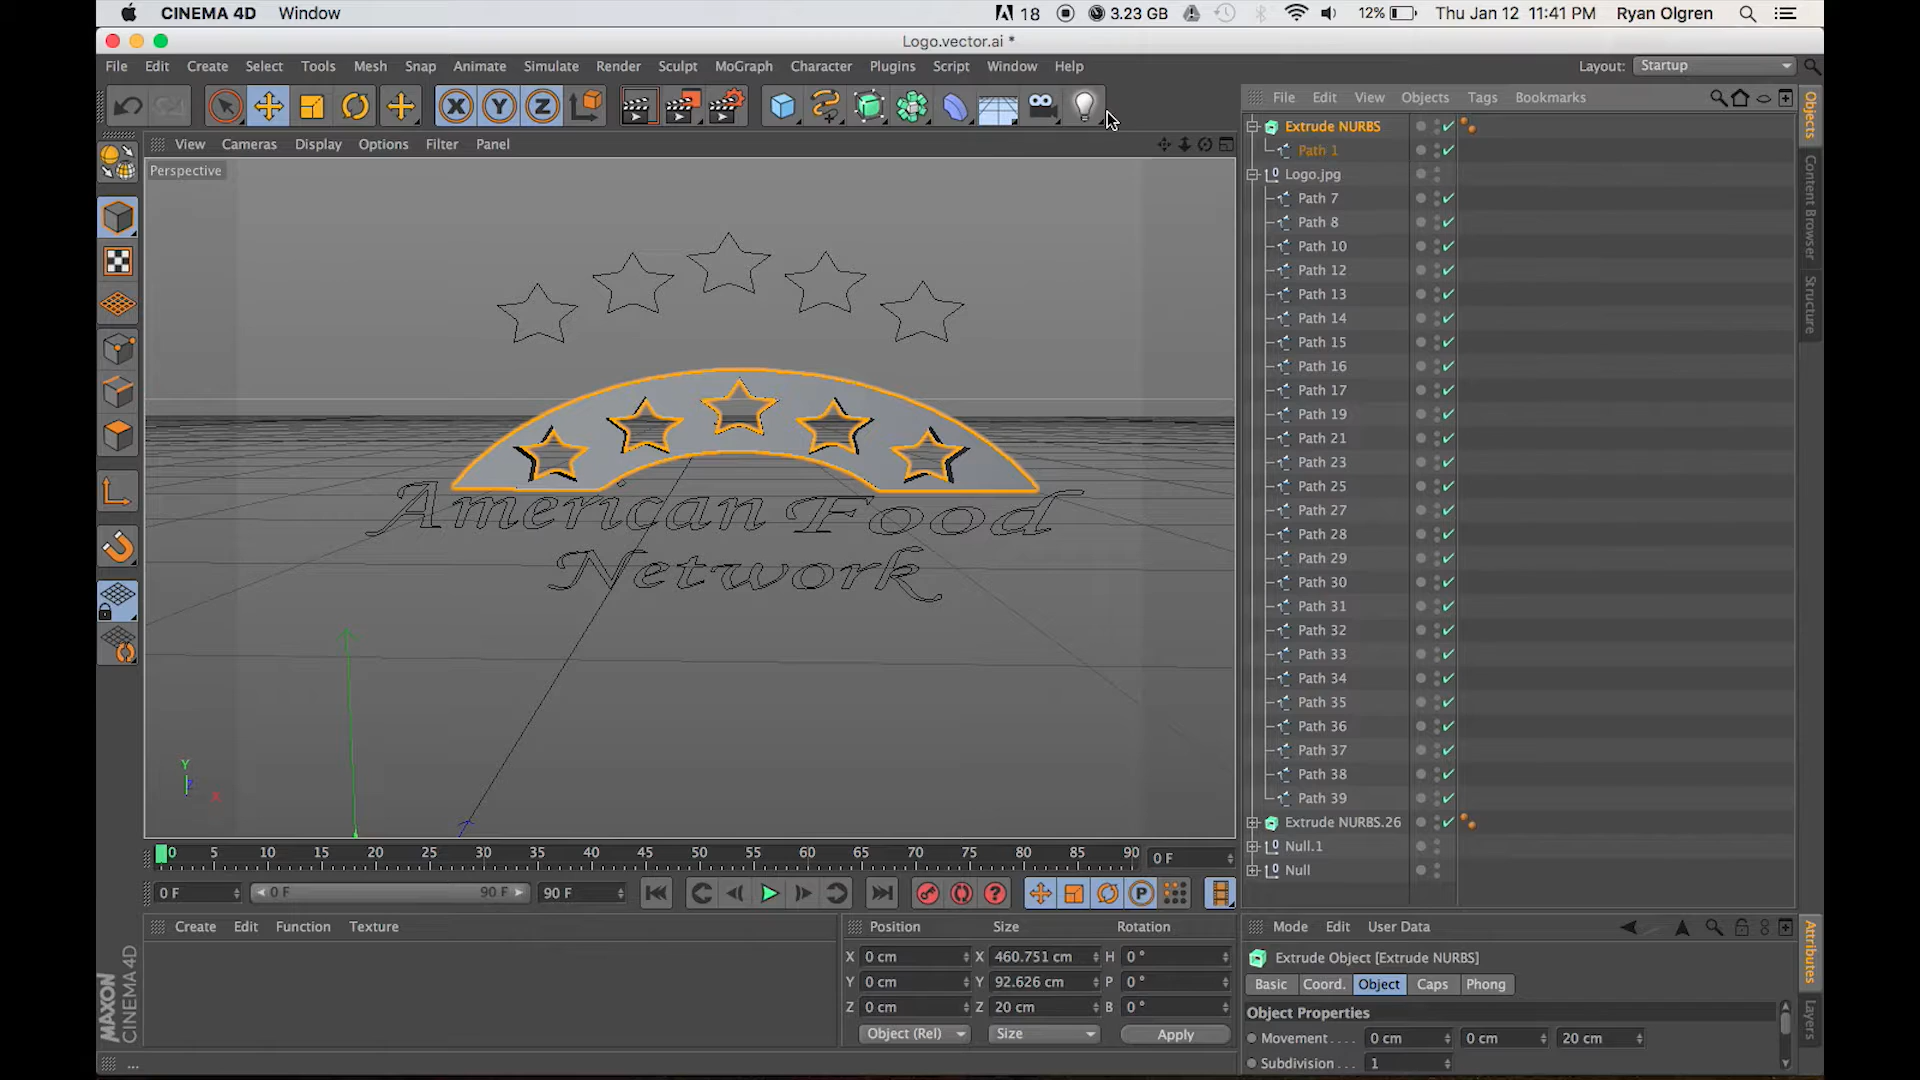 CINEMA 4D Window 18 3.23 GB 12% Thu Jan 12 11:41 PM Ryan Olgren
Logo.vector.ai *
File Edit Create Select Tools Mesh Snap Animate Simulate Render Sculpt MoGraph Character Plugins Script Window Help Layout: Startup
X Y Z
File Edit View Objects Tags Bookmarks
View Cameras Display Options Filter Panel
Perspective
Extrude NURBS
Path 1
Logo.jpg
Path 7
Path 8
Path 10
Path 12
Path 13
Path 14
Path 15
Path 16
Path 17
Path 19
Path 21
Path 23
Path 25
Path 27
Path 28
Path 29
Path 30
Path 31
Path 32
Path 33
Path 34
Path 35
Path 36
Path 37
Path 38
Path 39
Extrude NURBS.26
Null.1
Null
Objects
Content Browser
Structure
American Food
Network
Y
Z
X
0 5 10 15 20 25 30 35 40 45 50 55 60 65 70 75 80 85 90 0 F
0 F 0 F 90 F 90 F
P
Create Edit Function Texture
MAXON
CINEMA 4D
Position Size Rotation
X 0 cm X 460.751 cm H 0 °
Y 0 cm Y 92.626 cm P 0 °
Z 0 cm Z 20 cm B 0 °
Object (Rel) Size Apply
Mode Edit User Data
Extrude Object [Extrude NURBS]
Basic Coord. Object Caps Phong
Object Properties
Movement . . . . 0 cm 0 cm 20 cm
Subdivision . . . 1
Attributes
Layers
...